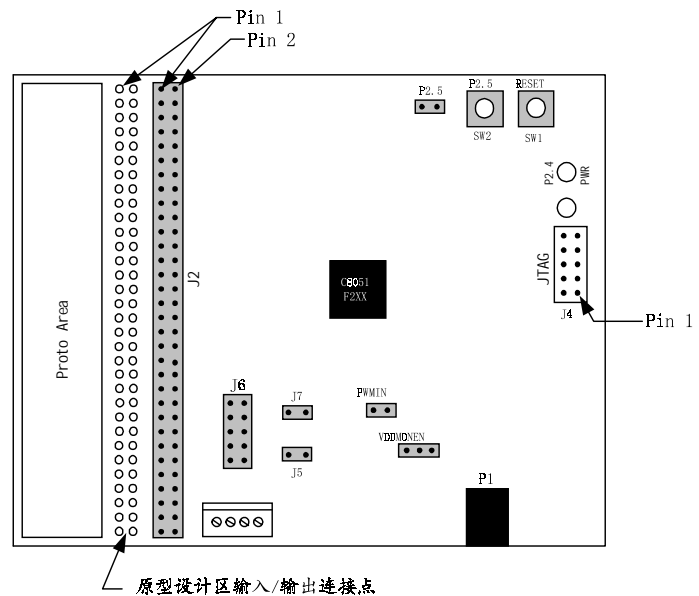 Pin 1
Pin 2
P2.5
P2.5
RESET
SW2
SW1
P2.4
PWR
J2
JTAG
C8051
F2XX
J4
Pin 1
Proto Area
J6
J7
PWMIN
VDDMONEN
J5
P1
原型设计区输入/输出连接点